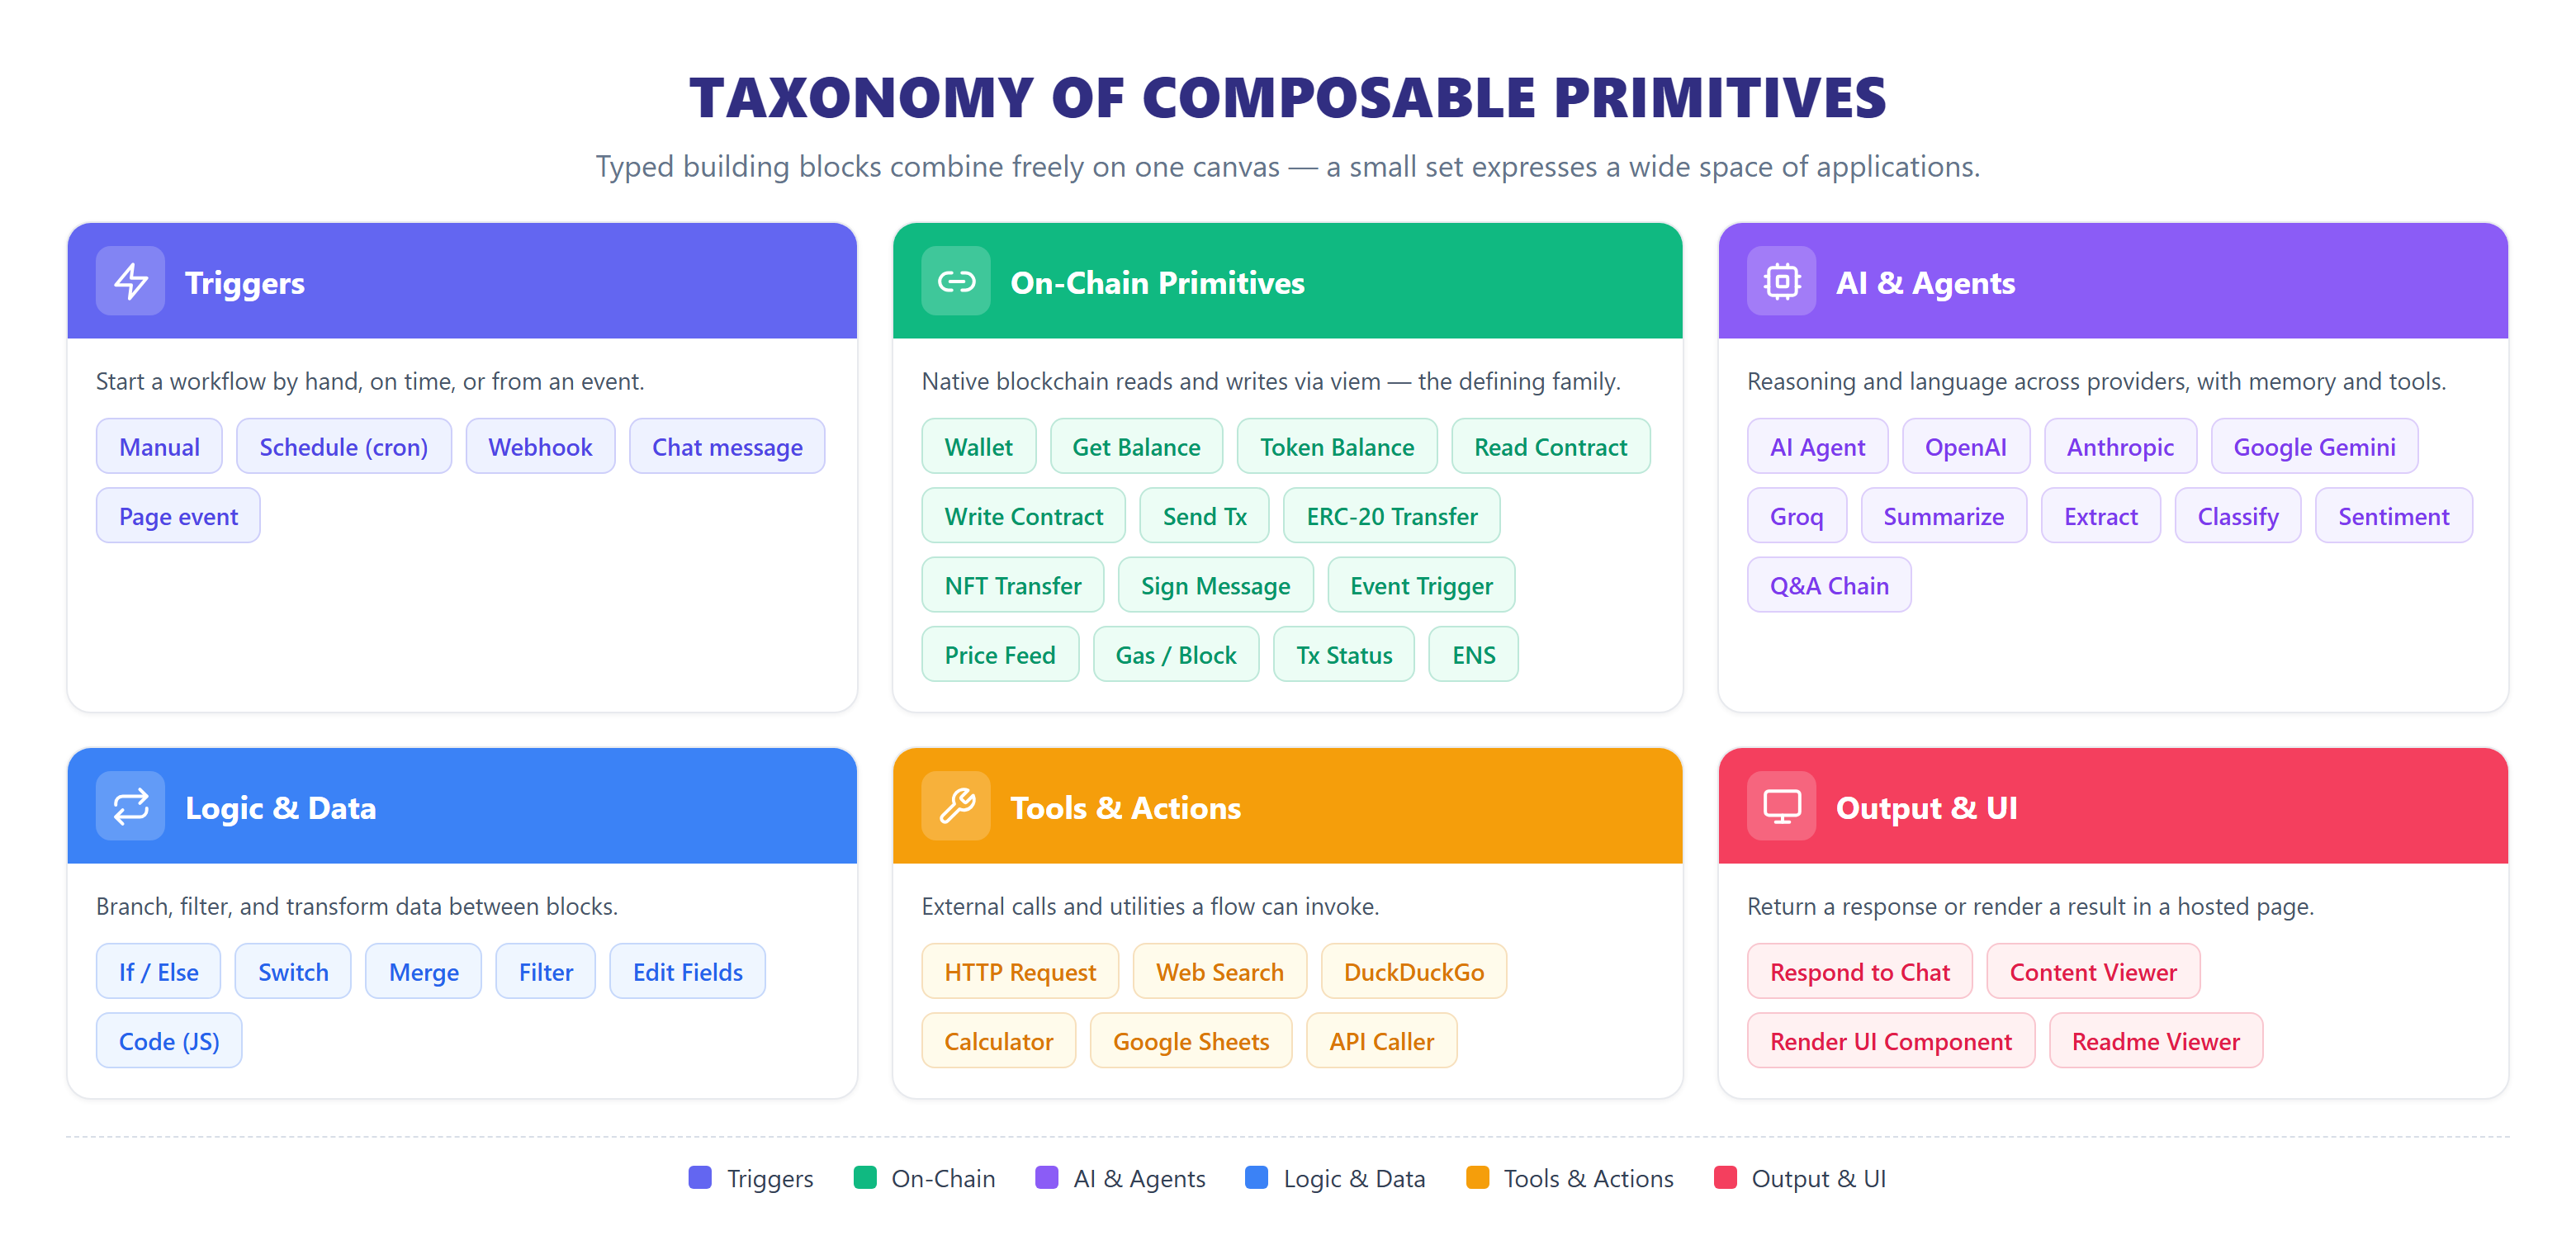 TAXONOMY OF COMPOSABLE PRIMITIVES
Typed building blocks combine freely on one canvas — a small set expresses a wide space of applications.
Triggers
Start a workflow by hand, on time, or from an event.
Manual Schedule (cron) Webhook Chat message
Page event
On-Chain Primitives
Native blockchain reads and writes via viem — the defining family.
Wallet Get Balance Token Balance Read Contract
Write Contract Send Tx ERC-20 Transfer
NFT Transfer Sign Message Event Trigger
Price Feed Gas / Block Tx Status ENS
AI & Agents
Reasoning and language across providers, with memory and tools.
AI Agent OpenAI Anthropic Google Gemini
Groq Summarize Extract Classify Sentiment
Q&A Chain
Logic & Data
Branch, filter, and transform data between blocks.
If / Else Switch Merge Filter Edit Fields
Code (JS)
Tools & Actions
External calls and utilities a flow can invoke.
HTTP Request Web Search DuckDuckGo
Calculator Google Sheets API Caller
Output & UI
Return a response or render a result in a hosted page.
Respond to Chat Content Viewer
Render UI Component Readme Viewer
Triggers On-Chain AI & Agents Logic & Data Tools & Actions Output & UI